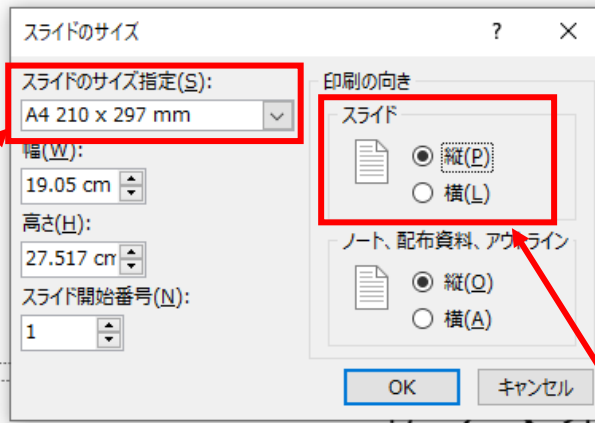 スライドのサイズ
スライドのサイズ指定(S):
A4 210 x 297 mm
幅(W):
19.05 cm
高さ(H):
27.517 cm
スライド開始番号(N):
1
印刷の向き
スライド
縦(P)
横(L)
ノート、配布資料、アウトライン
縦(O)
横(A)
OK
キャンセル